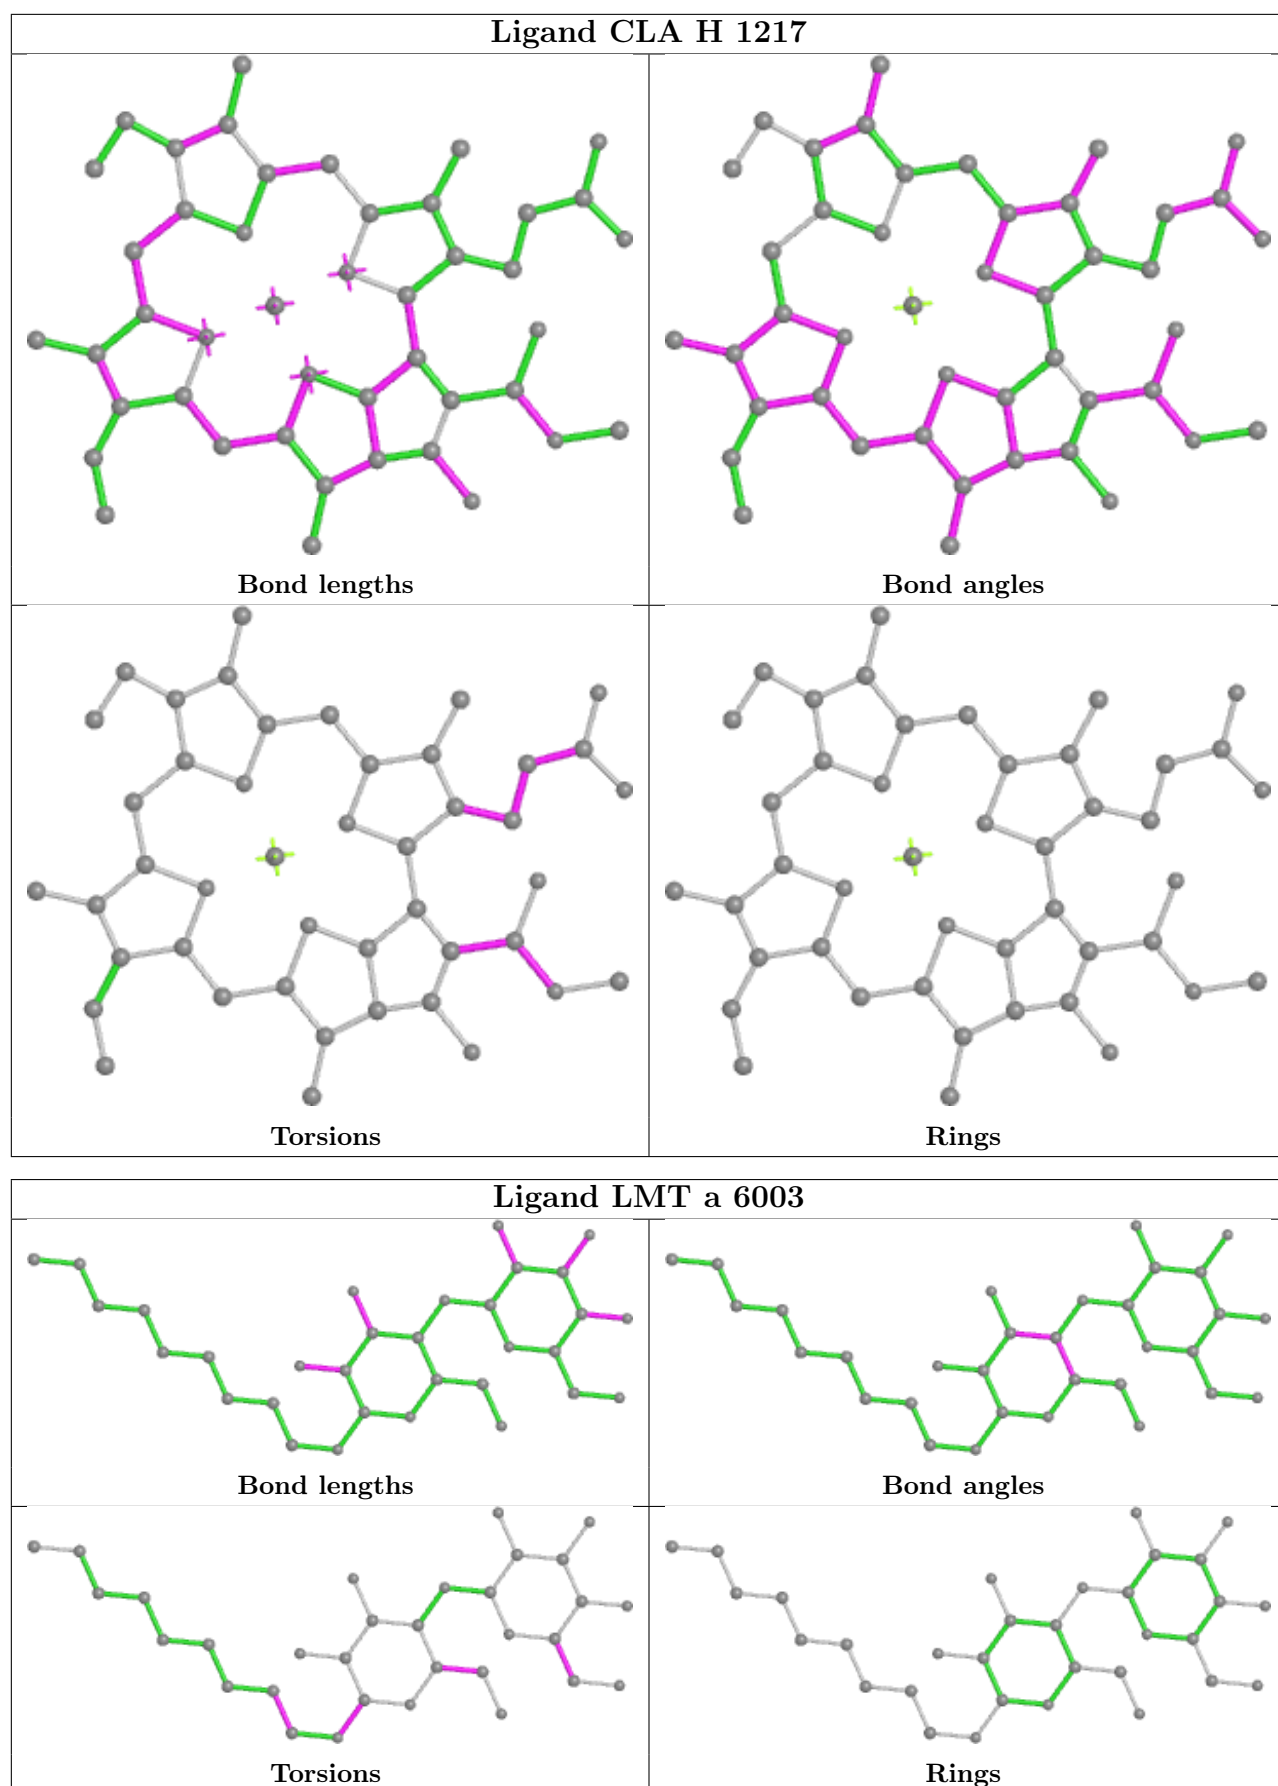 Ligand CLA H 1217
Bond lengths
Bond angles
Torsions
Rings
Ligand LMT a 6003
Bond lengths
Bond angles
Torsions
Rings